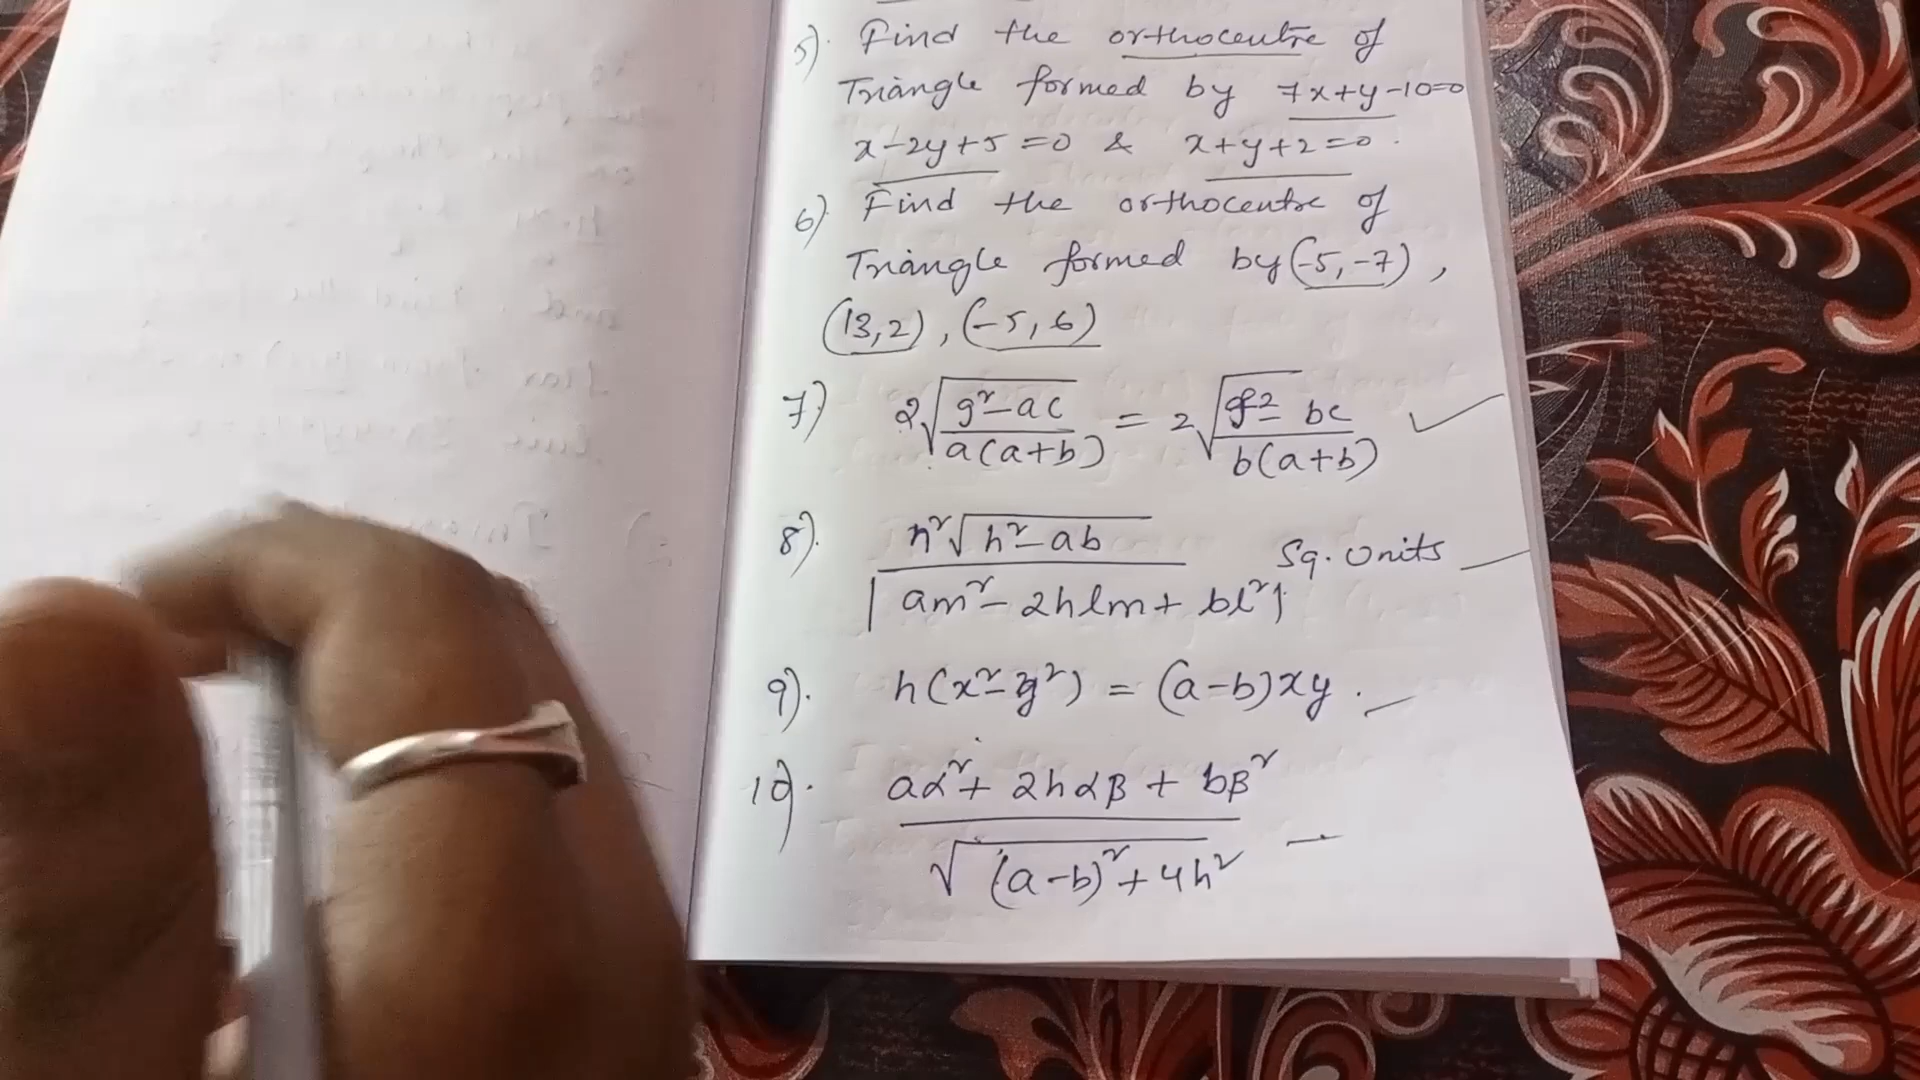 5). Find the orthocentre of
Triangle formed by 7x+y-10=0
x-2y+5=0 & x+y+2=0.
6) Find the orthocentre of
Triangle formed by (-5,-7),
(13,2), (-5,6)
7) 2√(g²-ac / a(a+b)) = 2√(f² - bc / b(a+b))
8). n²√(h²-ab) / |am²-2hlm+bl²| Sq. Units
9). h(x²-y²) = (a-b)xy.
10). aα²+2hαβ+bβ² / √((a-b)²+4h²)